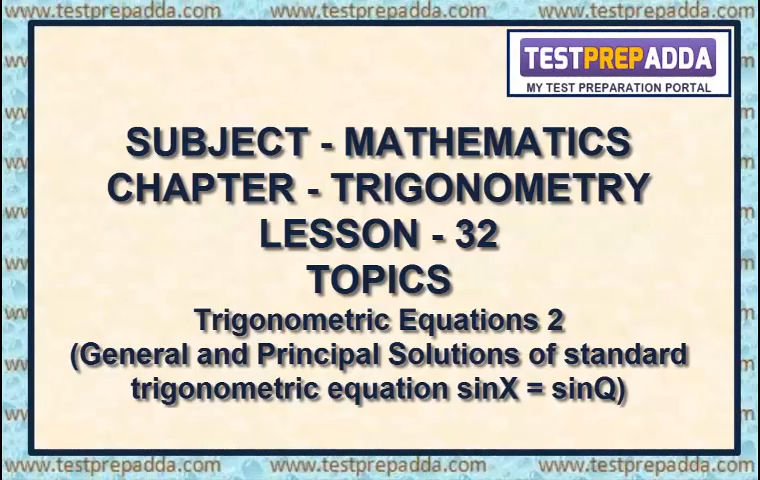 www.testprepadda.com www.testprepadda.com www.testprepadda.com
TESTPREPADDA
MY TEST PREPARATION PORTAL
SUBJECT - MATHEMATICS
CHAPTER - TRIGONOMETRY
LESSON - 32
TOPICS
Trigonometric Equations 2
(General and Principal Solutions of standard
trigonometric equation sinX = sinQ)
www.testprepadda.com www.testprepadda.com www.testprepadda.com